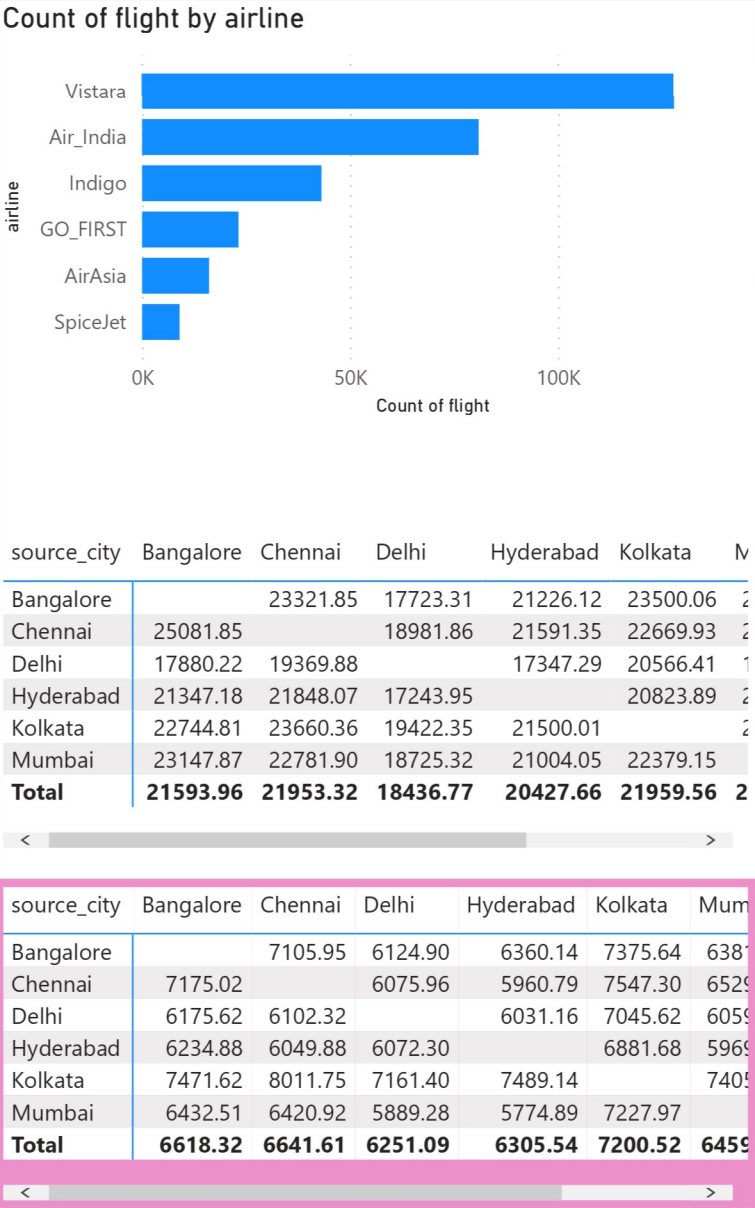 Count of flight by airline
Vistara
Air_India
Indigo
GO_FIRST
AirAsia
SpiceJet
airline
0K 50K 100K
Count of flight
source_city Bangalore Chennai Delhi Hyderabad Kolkata
Bangalore 23321.85 17723.31 21226.12 23500.06
Chennai 25081.85 18981.86 21591.35 22669.93
Delhi 17880.22 19369.88 17347.29 20566.41
Hyderabad 21347.18 21848.07 17243.95 20823.89
Kolkata 22744.81 23660.36 19422.35 21500.01
Mumbai 23147.87 22781.90 18725.32 21004.05 22379.15
Total 21593.96 21953.32 18436.77 20427.66 21959.56 2
source_city Bangalore Chennai Delhi Hyderabad Kolkata Mum
Bangalore 7105.95 6124.90 6360.14 7375.64 638
Chennai 7175.02 6075.96 5960.79 7547.30 652
Delhi 6175.62 6102.32 6031.16 7045.62 605
Hyderabad 6234.88 6049.88 6072.30 6881.68 596
Kolkata 7471.62 8011.75 7161.40 7489.14 740
Mumbai 6432.51 6420.92 5889.28 5774.89 7227.97
Total 6618.32 6641.61 6251.09 6305.54 7200.52 645